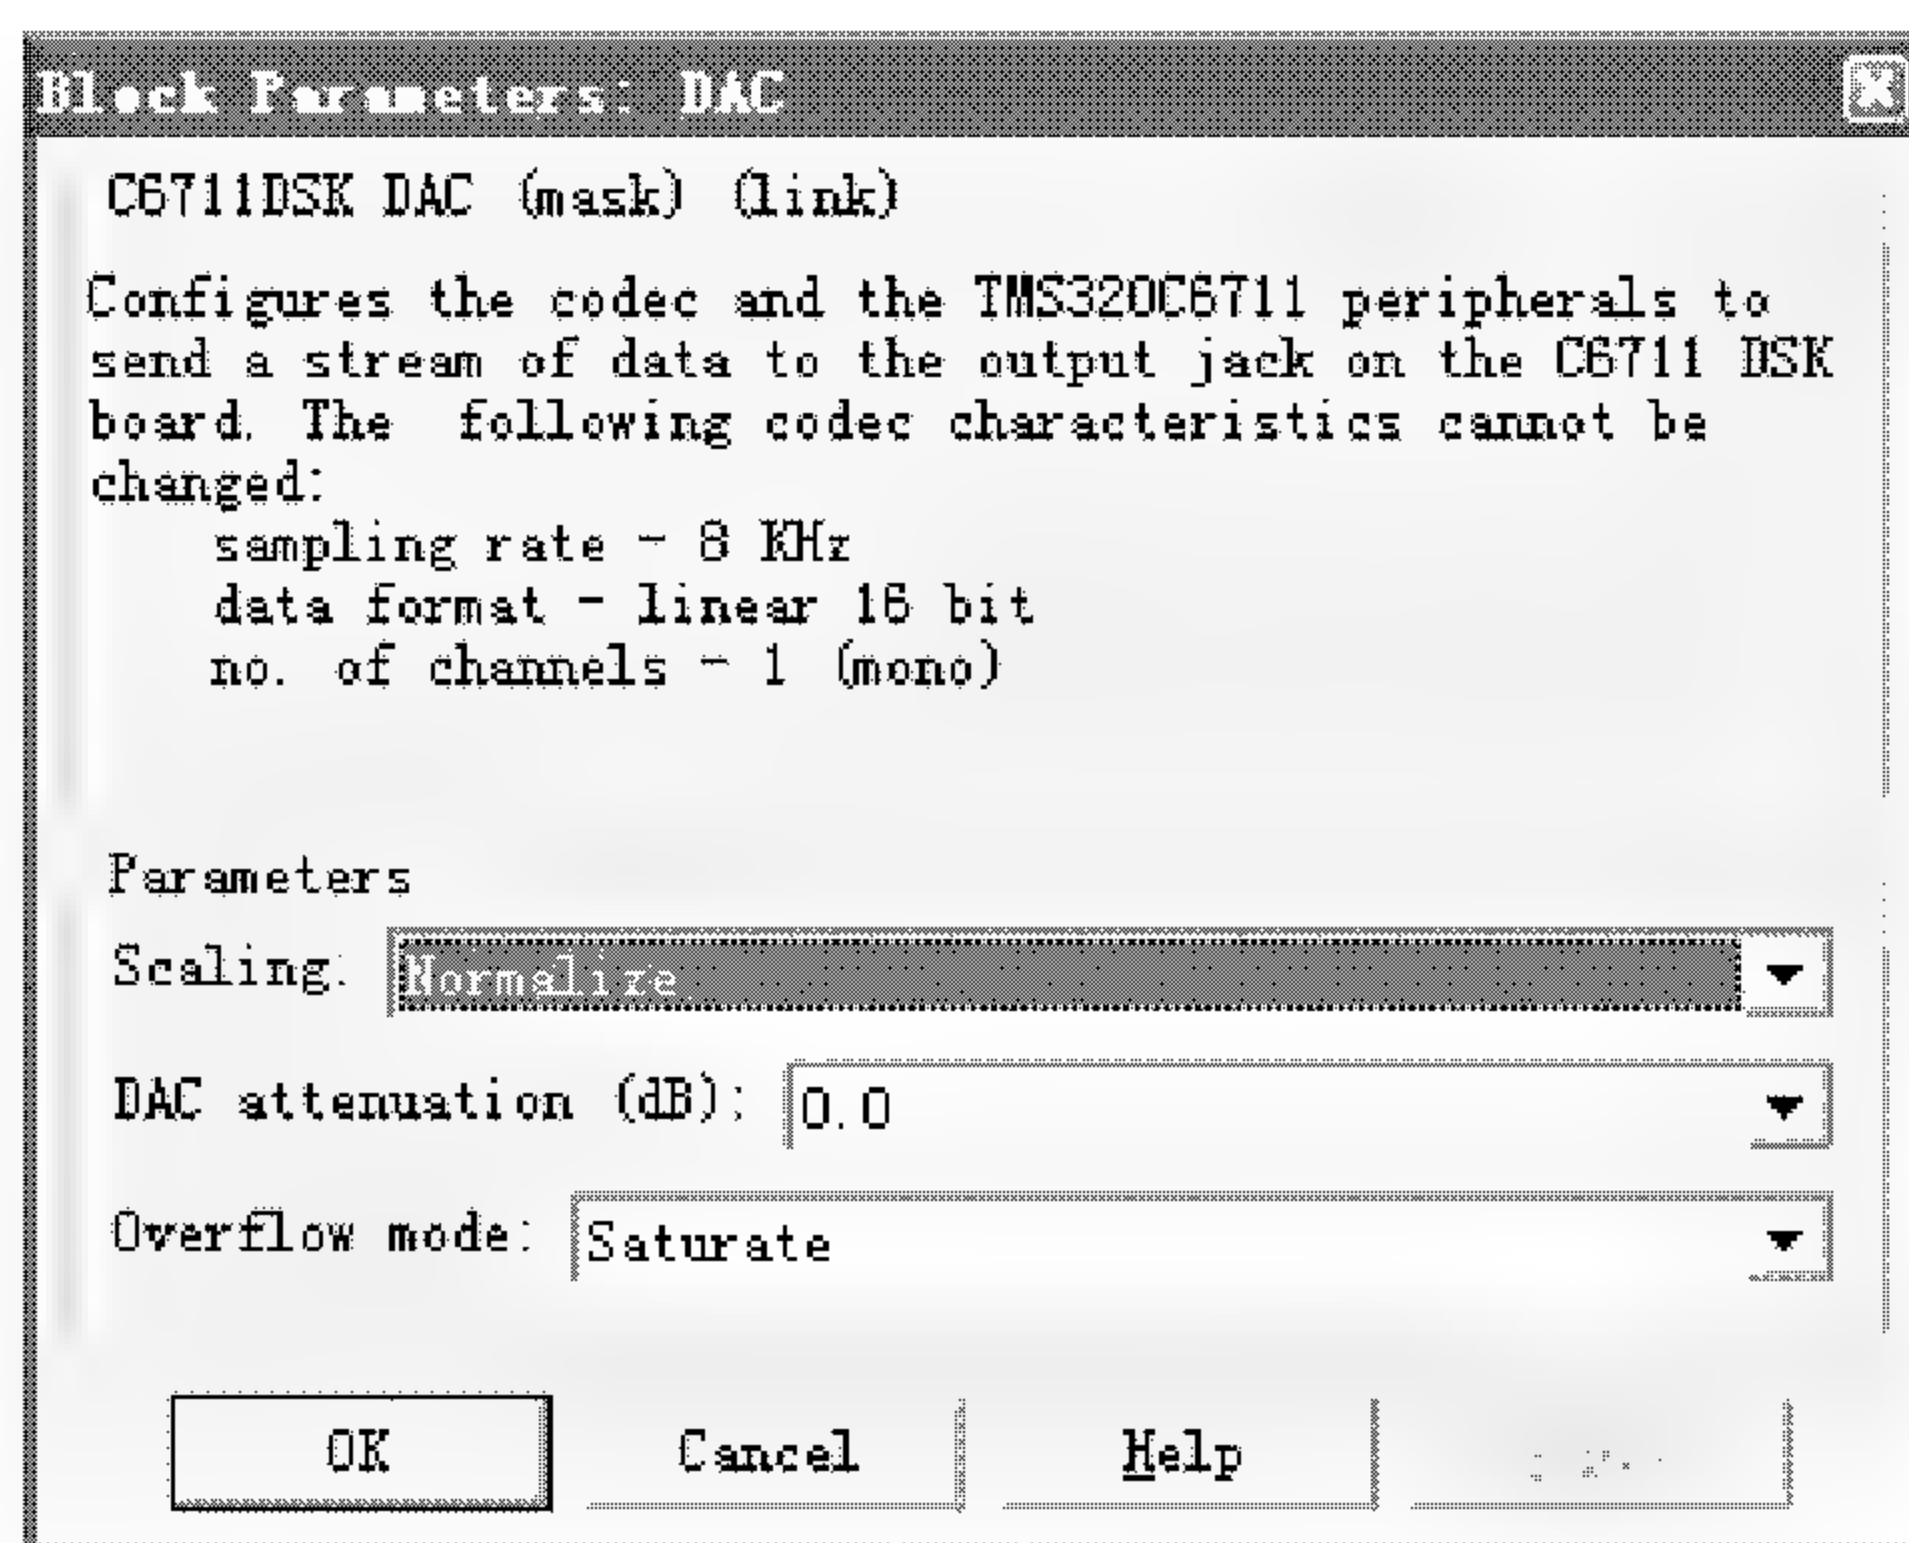 Block Parameters: DAC
C6711DSK DAC (mask) (link)
Configures the codec and the TMS320C6711 peripherals to
send a stream of data to the output jack on the C6711 DSK
board. The  following codec characteristics cannot be
changed:
sampling rate - 8 KHz
data format - linear 16 bit
no. of channels - 1 (mono)
Parameters
Scaling: Normalize
DAC attenuation (dB): 0.0
Overflow mode: Saturate
OK Cancel Help